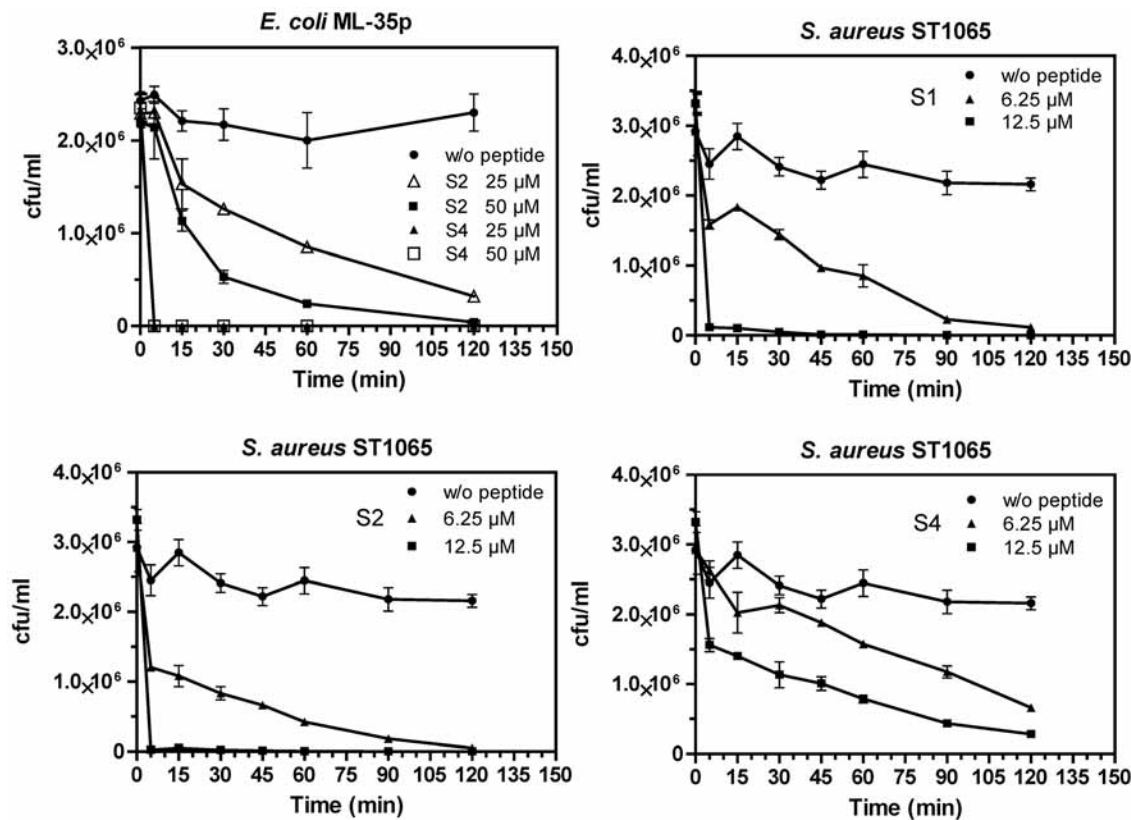 E. coli ML-35p
3.0×10⁶
2.0×10⁶
1.0×10⁶
0
cfu/ml
w/o peptide
S2 25 µM
S2 50 µM
S4 25 µM
S4 50 µM
0 15 30 45 60 75 90 105 120 135 150
Time (min)
S. aureus ST1065
4.0×10⁶
3.0×10⁶
2.0×10⁶
1.0×10⁶
0
cfu/ml
S1
w/o peptide
6.25 µM
12.5 µM
0 15 30 45 60 75 90 105 120 135 150
Time (min)
S. aureus ST1065
4.0×10⁶
3.0×10⁶
2.0×10⁶
1.0×10⁶
0
cfu/ml
S2
w/o peptide
6.25 µM
12.5 µM
0 15 30 45 60 75 90 105 120 135 150
Time (min)
S. aureus ST1065
4.0×10⁶
3.0×10⁶
2.0×10⁶
1.0×10⁶
0
cfu/ml
S4
w/o peptide
6.25 µM
12.5 µM
0 15 30 45 60 75 90 105 120 135 150
Time (min)